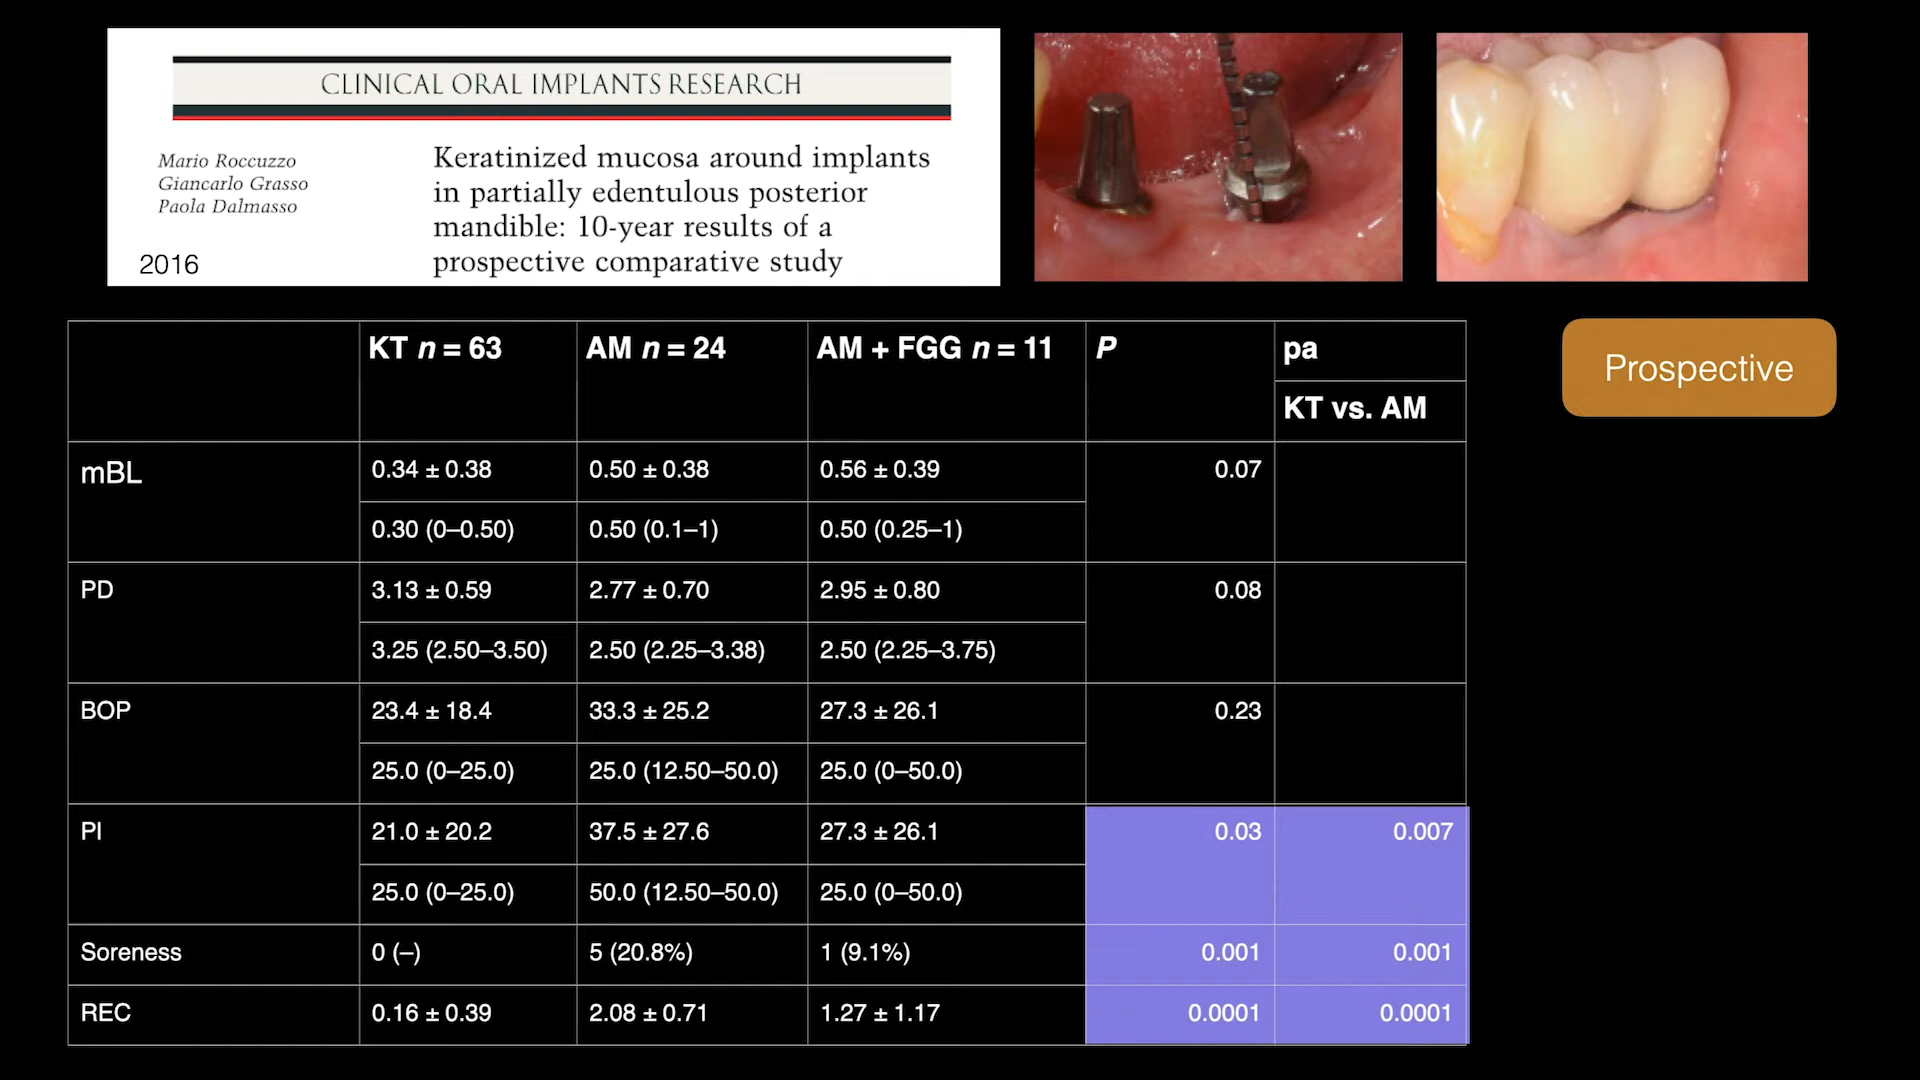 CLINICAL ORAL IMPLANTS RESEARCH
Mario Roccuzzo
Giancarlo Grasso
Paola Dalmasso
2016
Keratinized mucosa around implants
in partially edentulous posterior
mandible: 10-year results of a
prospective comparative study
Prospective
KT n = 63 AM n = 24 AM + FGG n = 11 P pa
KT vs. AM
mBL 0.34 ± 0.38 0.50 ± 0.38 0.56 ± 0.39 0.07
0.30 (0–0.50) 0.50 (0.1–1) 0.50 (0.25–1)
PD 3.13 ± 0.59 2.77 ± 0.70 2.95 ± 0.80 0.08
3.25 (2.50–3.50) 2.50 (2.25–3.38) 2.50 (2.25–3.75)
BOP 23.4 ± 18.4 33.3 ± 25.2 27.3 ± 26.1 0.23
25.0 (0–25.0) 25.0 (12.50–50.0) 25.0 (0–50.0)
PI 21.0 ± 20.2 37.5 ± 27.6 27.3 ± 26.1 0.03 0.007
25.0 (0–25.0) 50.0 (12.50–50.0) 25.0 (0–50.0)
Soreness 0 (–) 5 (20.8%) 1 (9.1%) 0.001 0.001
REC 0.16 ± 0.39 2.08 ± 0.71 1.27 ± 1.17 0.0001 0.0001